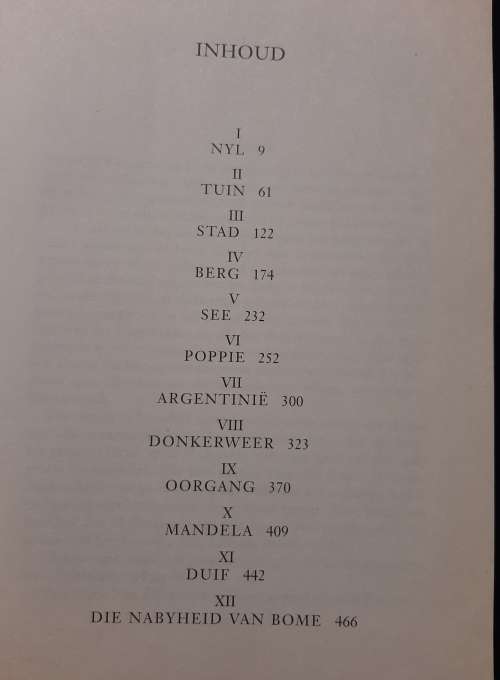 INHOUD
I
NYL 9
II
TUIN 61
III
STAD 122
IV
BERG 174
V
SEE 232
VI
POPPIE 252
VII
ARGENTINIË 300
VIII
DONKERWEER 323
IX
OORGANG 370
X
MANDELA 409
XI
DUIF 442
XII
DIE NABYHEID VAN BOME 466